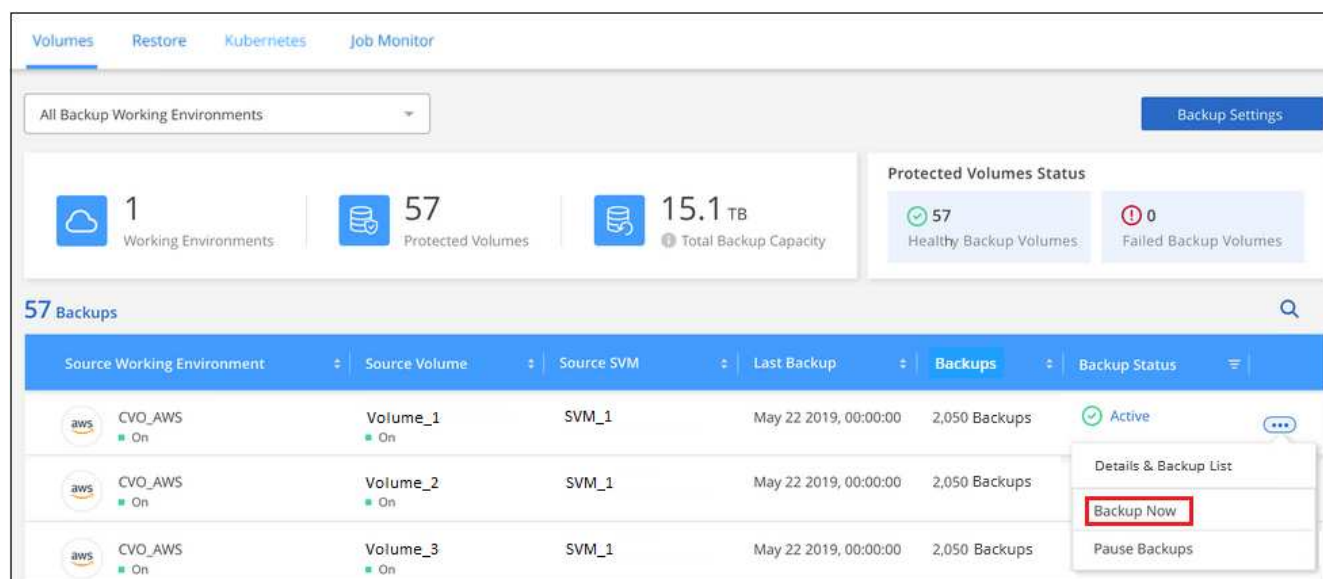 Volumes Restore Kubernetes Job Monitor
All Backup Working Environments Backup Settings
Protected Volumes Status
1 57 15.1 TB 57 0
Working Environments Protected Volumes Total Backup Capacity Healthy Backup Volumes Failed Backup Volumes
57 Backups
Source Working Environment Source Volume Source SVM Last Backup Backups Backup Status
aws CVO_AWS Volume_1 SVM_1 May 22 2019, 00:00:00 2,050 Backups Active
On On
Details & Backup List
aws CVO_AWS Volume_2 SVM_1 May 22 2019, 00:00:00 2,050 Backups
On On
Backup Now
aws CVO_AWS Volume_3 SVM_1 May 22 2019, 00:00:00 2,050 Backups Pause Backups
On On